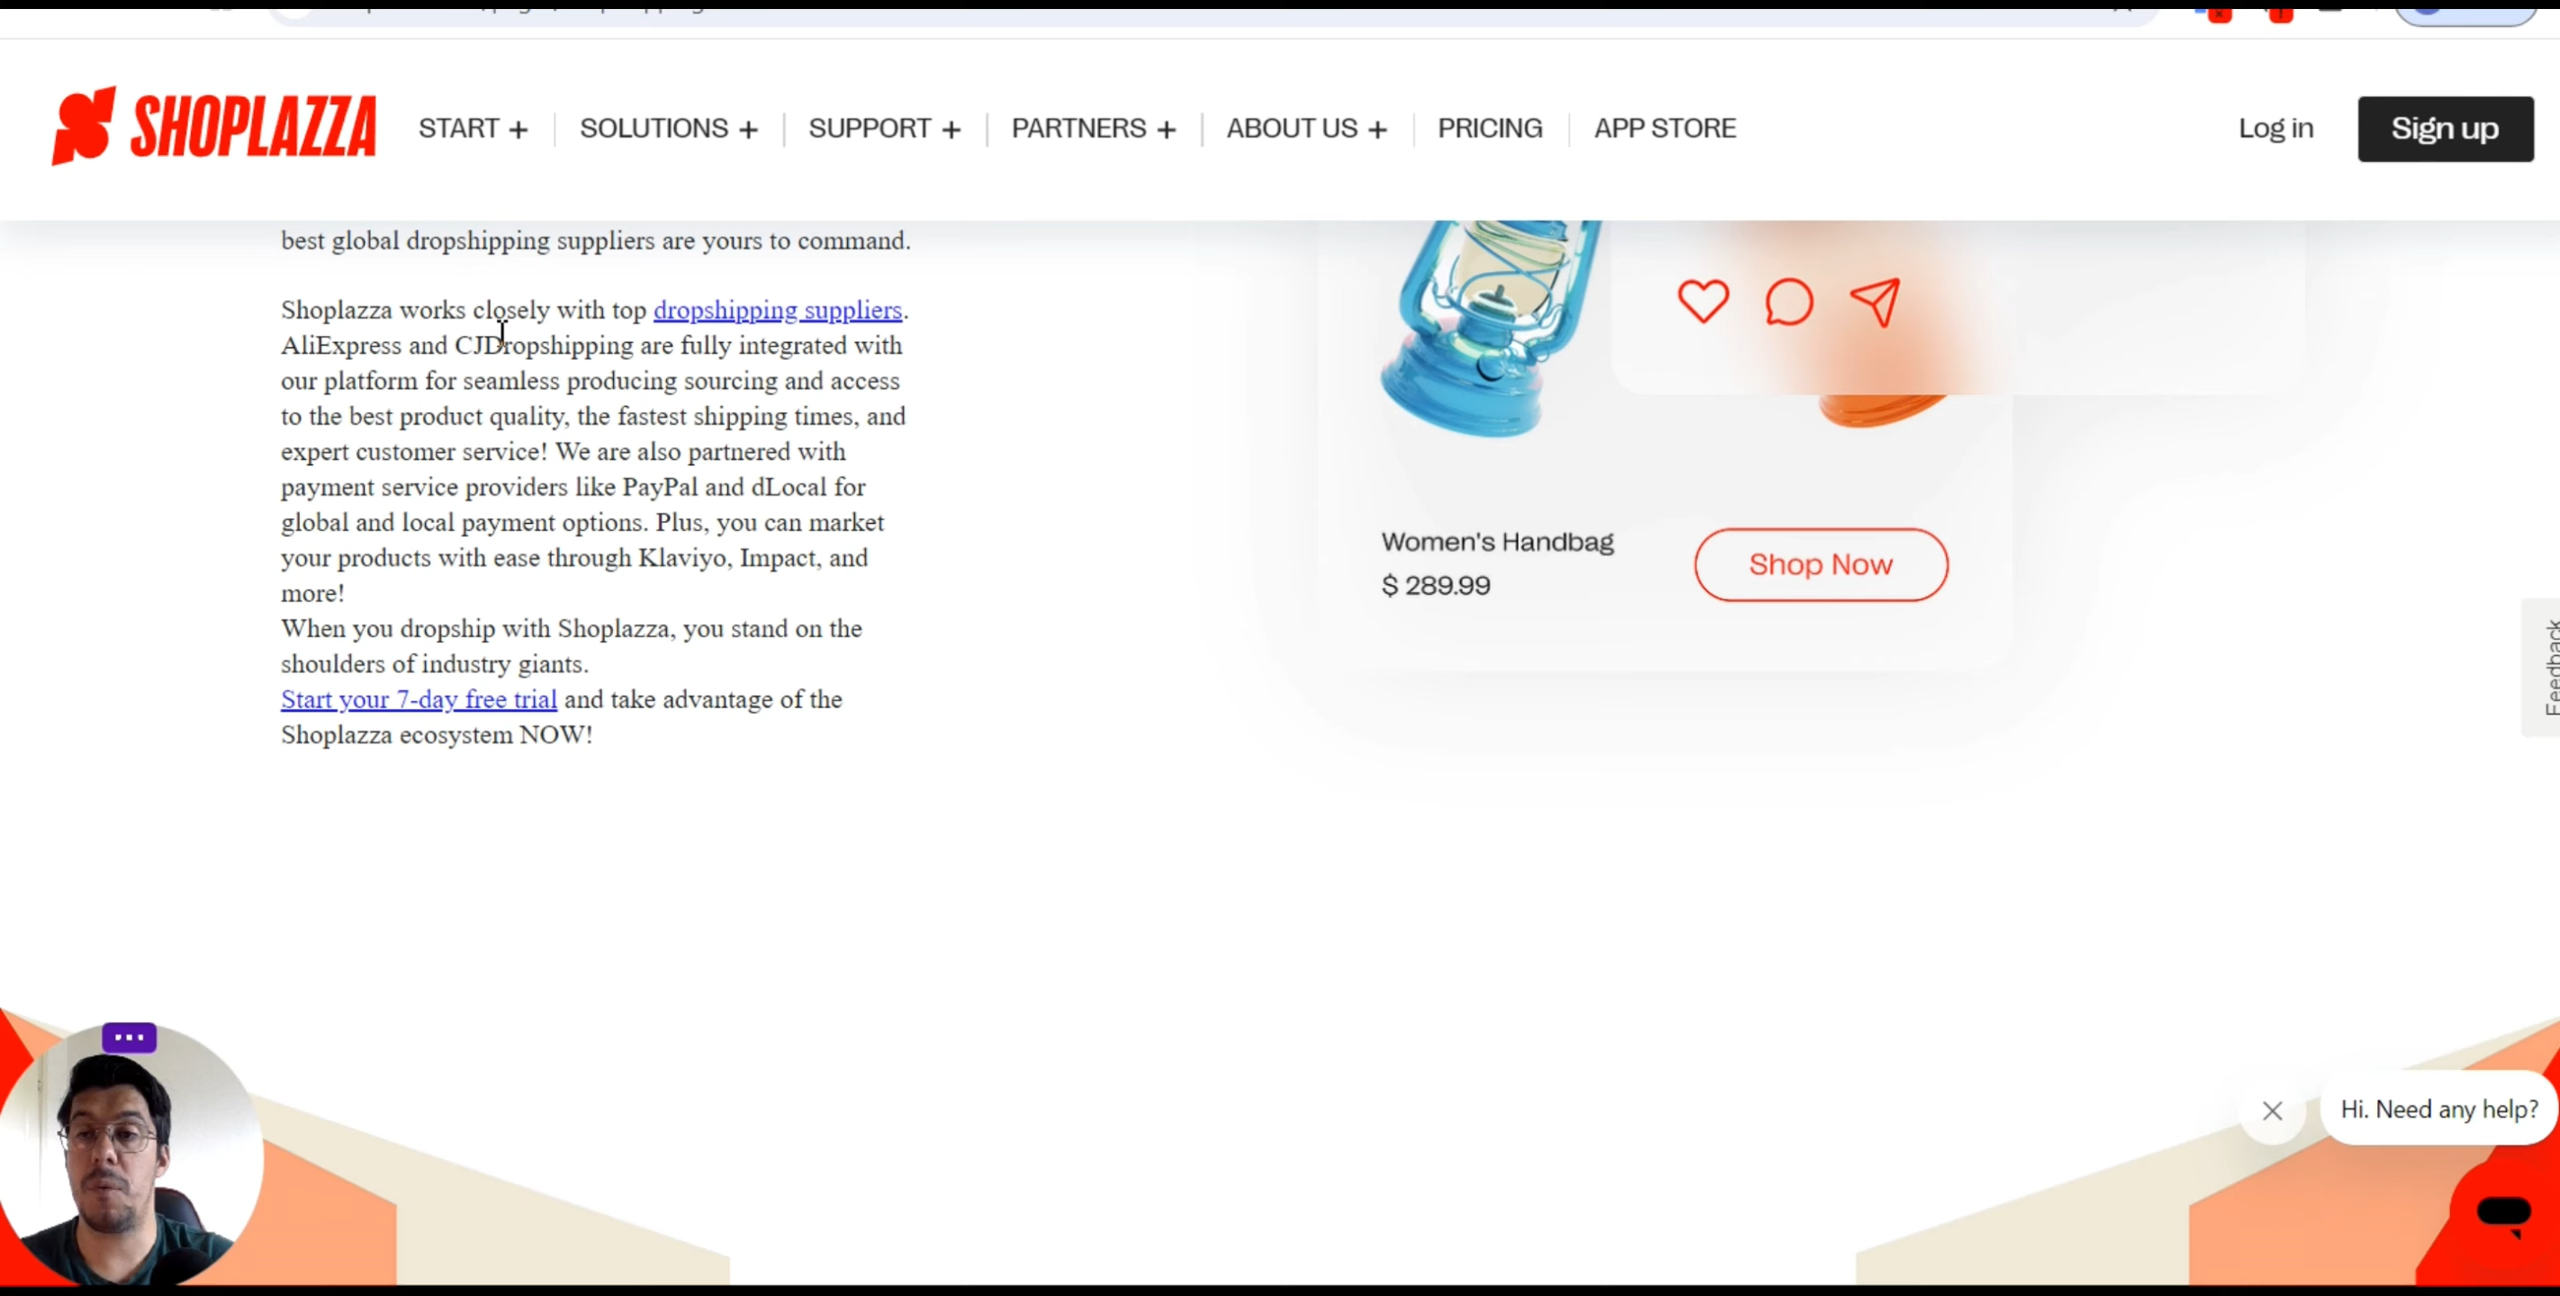 SHOPLAZZA
START +
SOLUTIONS +
SUPPORT +
PARTNERS +
ABOUT US +
PRICING
APP STORE
Log in
Sign up
best global dropshipping suppliers are yours to command.
Shoplazza works closely with top dropshipping suppliers.
AliExpress and CJDropshipping are fully integrated with
our platform for seamless producing sourcing and access
to the best product quality, the fastest shipping times, and
expert customer service! We are also partnered with
payment service providers like PayPal and dLocal for
global and local payment options. Plus, you can market
your products with ease through Klaviyo, Impact, and
more!
When you dropship with Shoplazza, you stand on the
shoulders of industry giants.
Start your 7-day free trial and take advantage of the
Shoplazza ecosystem NOW!
Women's Handbag
$ 289.99
Shop Now
Feedback
Hi. Need any help?